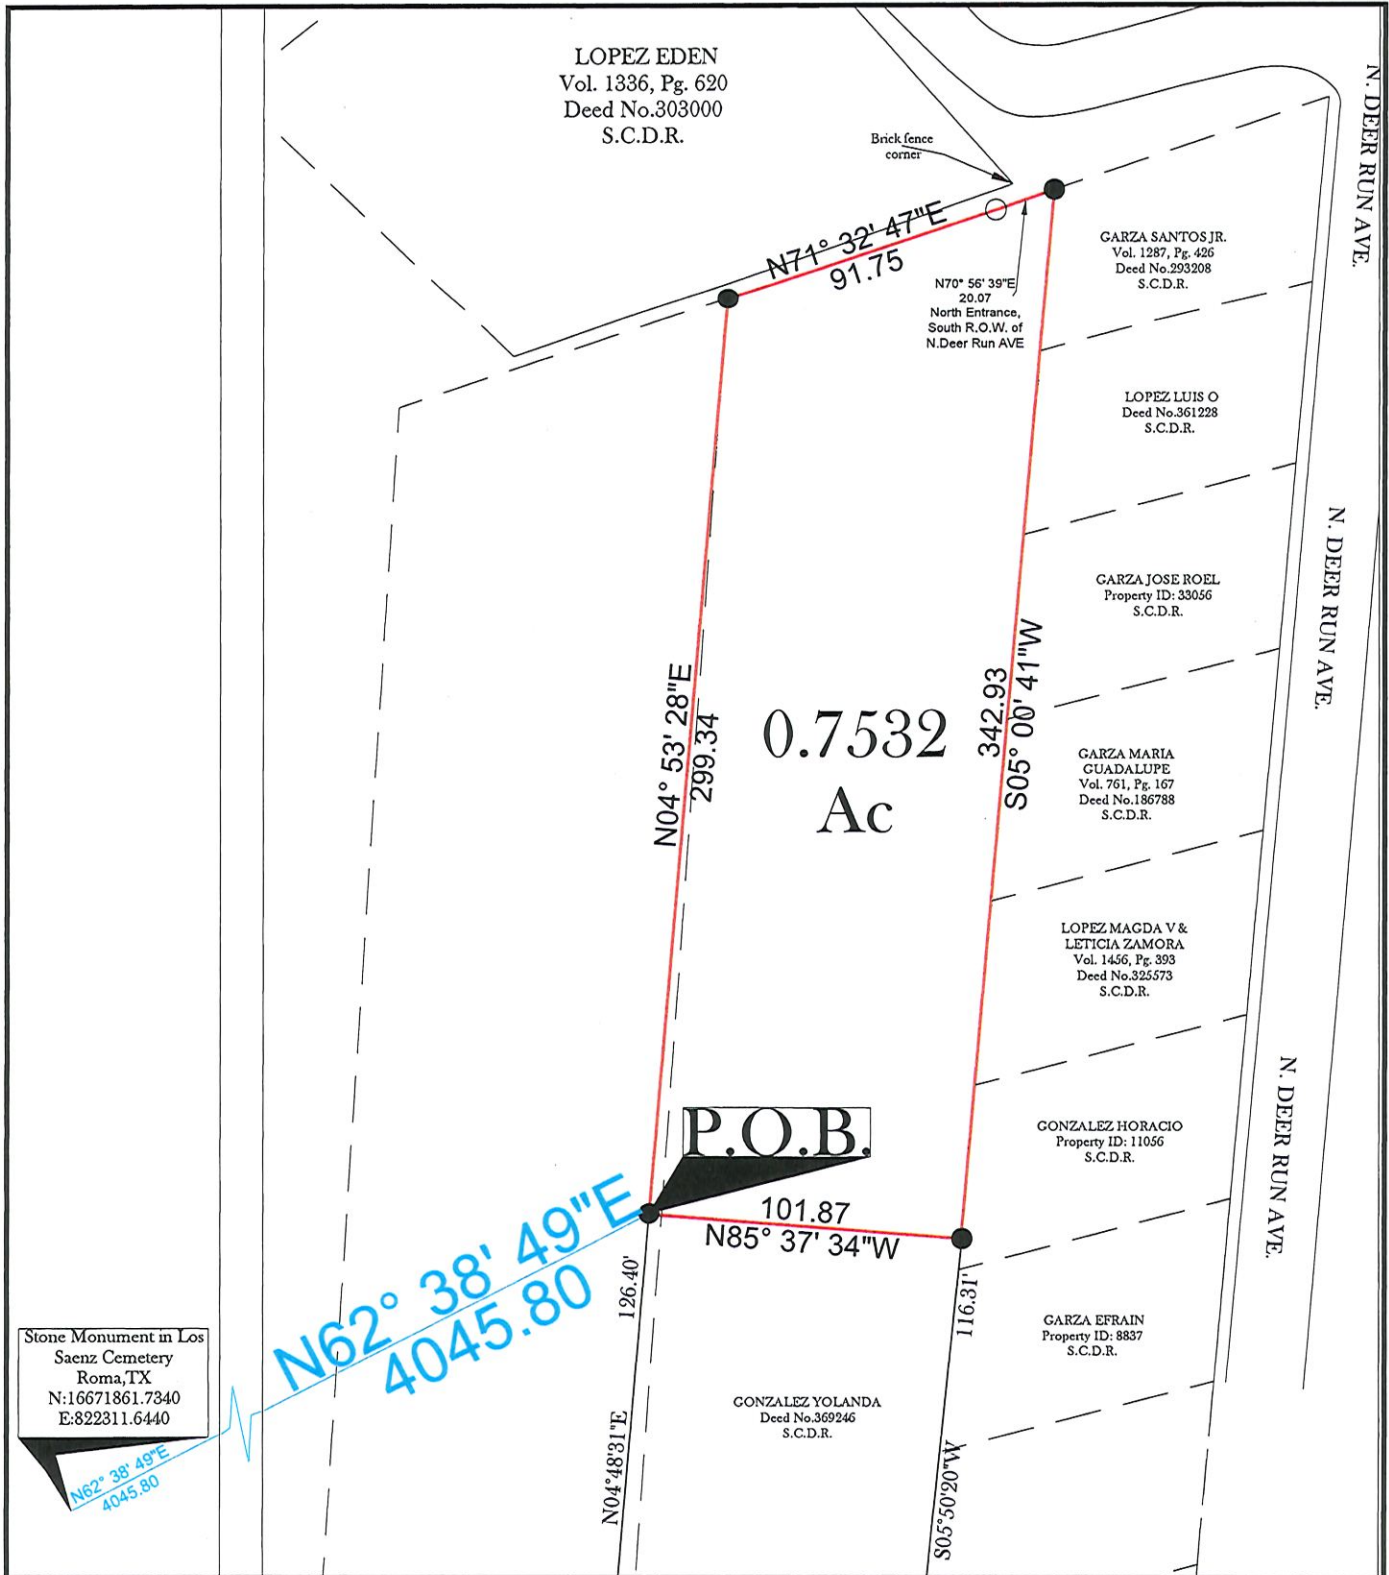 LOPEZ EDEN
Vol. 1336, Pg. 620
Deed No.303000
S.C.D.R.
Brick fence
corner
N. DEER RUN AVE.
N71° 32' 47"E
91.75
N70° 56' 39"E
20.07
North Entrance,
South R.O.W. of
N.Deer Run AVE
GARZA SANTOS JR.
Vol. 1287, Pg. 426
Deed No.293208
S.C.D.R.
LOPEZ LUIS O
Deed No.361228
S.C.D.R.
GARZA JOSE ROEL
Property ID: 33056
S.C.D.R.
N. DEER RUN AVE.
N04° 53' 28"E
299.34
0.7532
Ac
342.93
S05° 00' 41"W
GARZA MARIA
GUADALUPE
Vol. 761, Pg. 167
Deed No.186788
S.C.D.R.
LOPEZ MAGDA V &
LETICIA ZAMORA
Vol. 1456, Pg. 393
Deed No.325573
S.C.D.R.
GONZALEZ HORACIO
Property ID: 11056
S.C.D.R.
N. DEER RUN AVE.
P.O.B.
101.87
N85° 37' 34"W
N62° 38' 49"E
4045.80
126.40'
116.31'
GARZA EFRAIN
Property ID: 8837
S.C.D.R.
Stone Monument in Los
Saenz Cemetery
Roma,TX
N:16671861.7340
E:822311.6440
N62° 38' 49"E
4045.80
GONZALEZ YOLANDA
Deed No.369246
S.C.D.R.
N04°48'31"E
S05°50'20"W